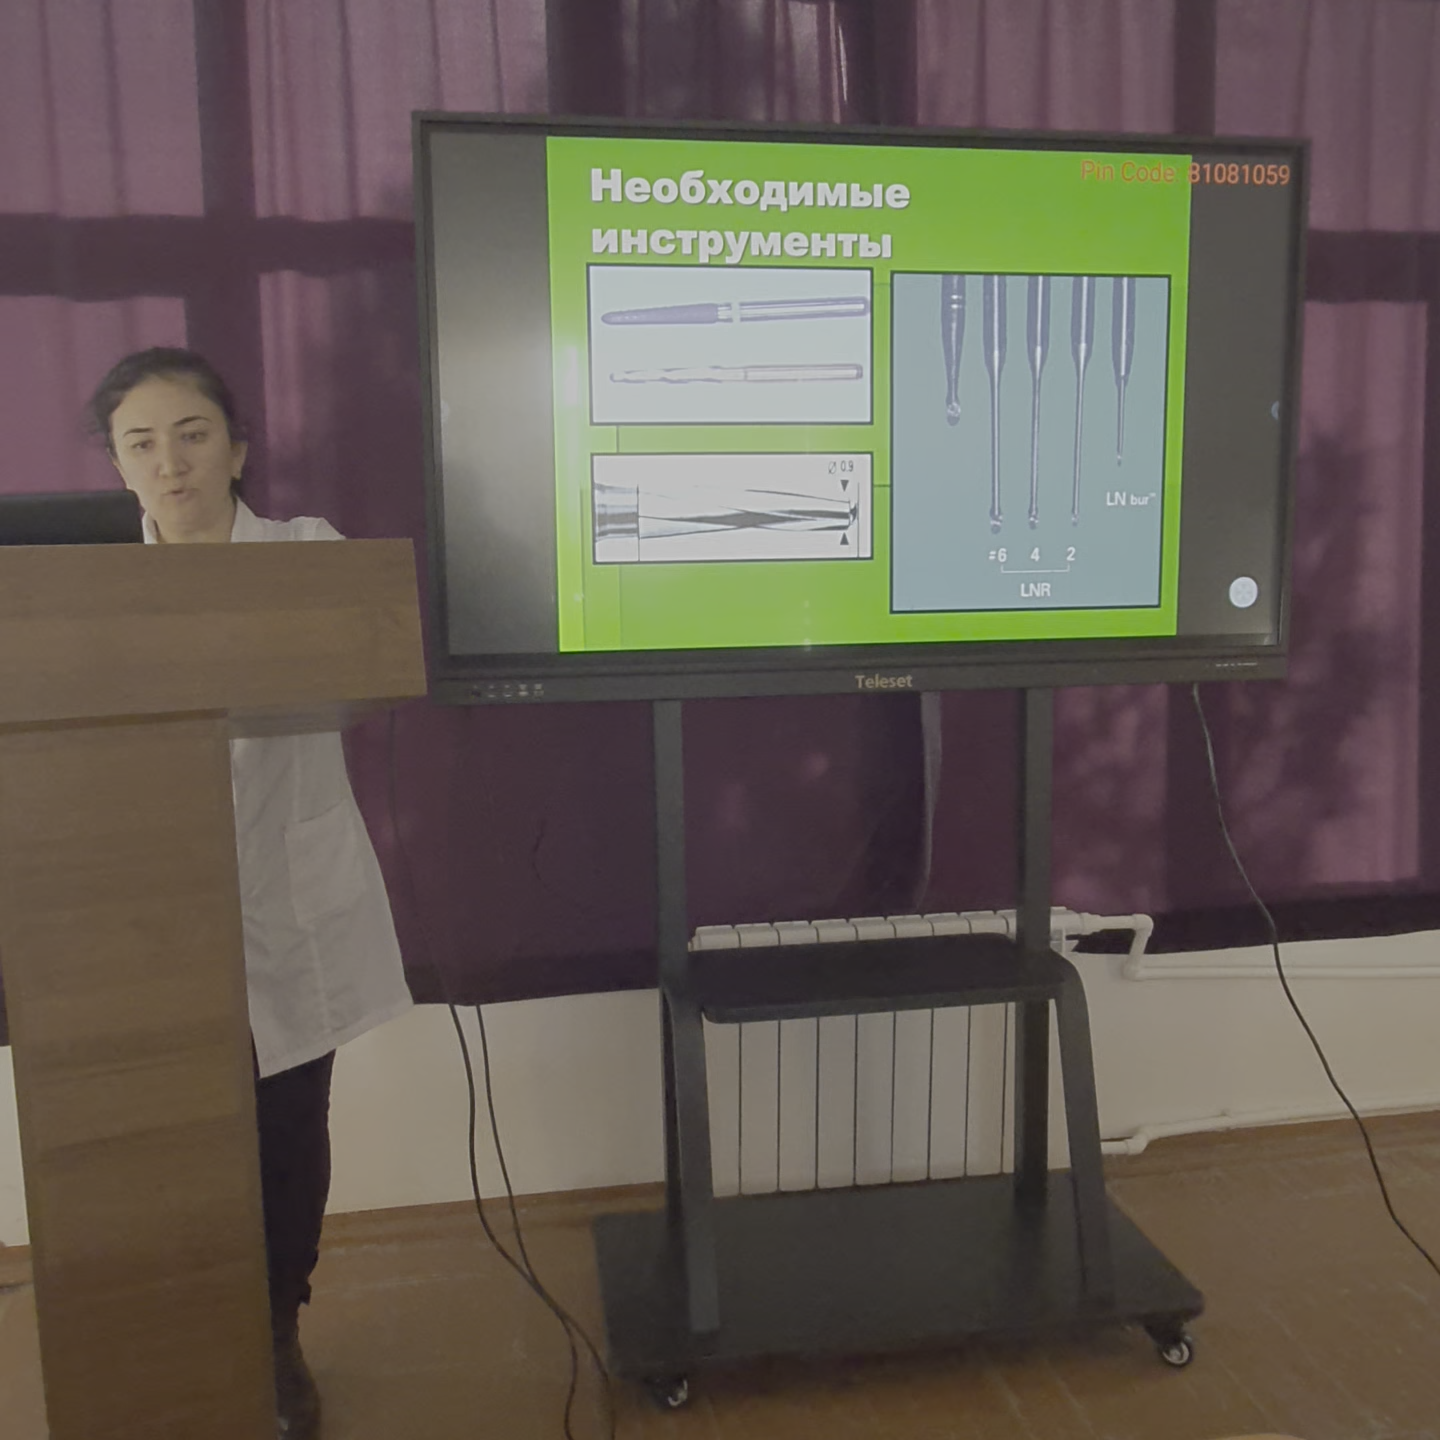 Необходимые
инструменты
Pin Code: 81081059
Ø 0.9
LN bur™
#6 4 2
LNR
Teleset